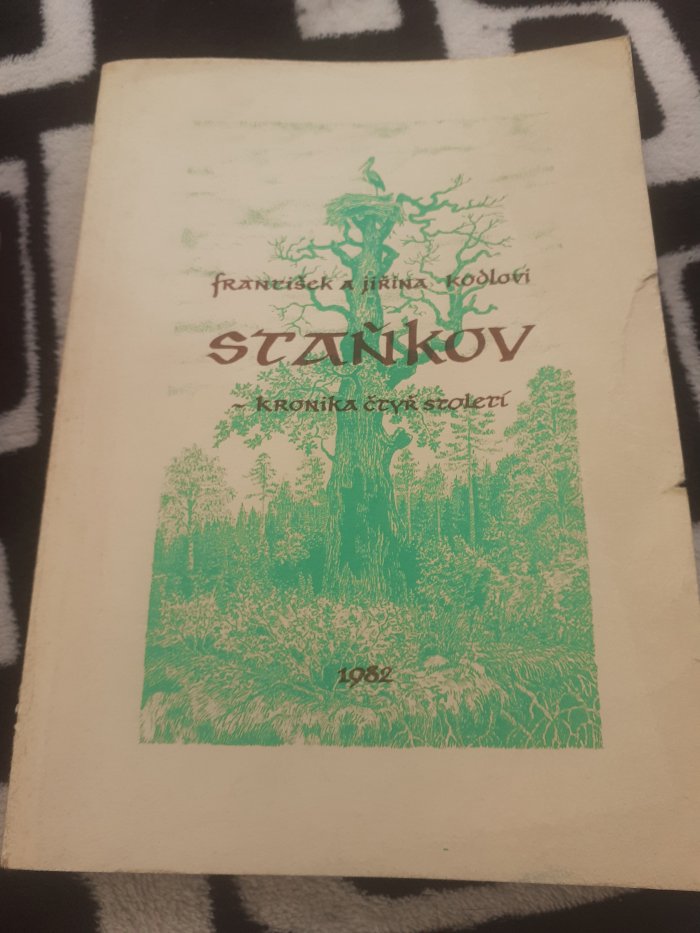 František a Jiřina Kodlovi
STAŇKOV
~ KRONIKA ČTYŘ STOLETÍ
1982